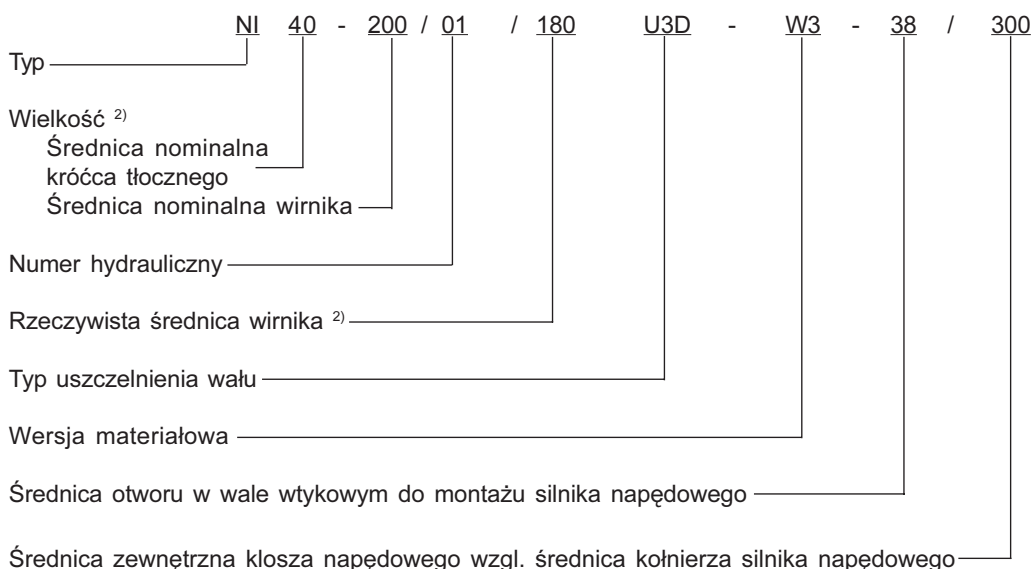 NI 40 - 200 / 01 / 180 U3D - W3 - 38 / 300
Typ
Wielkość 2)
Średnica nominalna
króćca tłocznego
Średnica nominalna wirnika
Numer hydrauliczny
Rzeczywista średnica wirnika 2)
Typ uszczelnienia wału
Wersja materiałowa
Średnica otworu w wale wtykowym do montażu silnika napędowego
Średnica zewnętrzna klosza napędowego wzgl. średnica kołnierza silnika napędowego